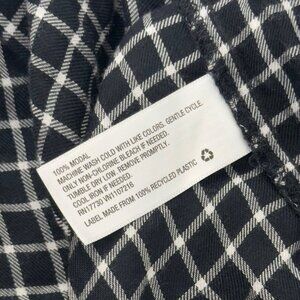 100% MODAL
MACHINE WASH COLD WITH LIKE COLORS, GENTLE CYCLE.
ONLY NON-CHLORINE BLEACH IF NEEDED.
TUMBLE DRY LOW. REMOVE PROMPTLY.
COOL IRON IF NEEDED.
RN17730 VN1107216
LABEL MADE FROM 100% RECYCLED PLASTIC